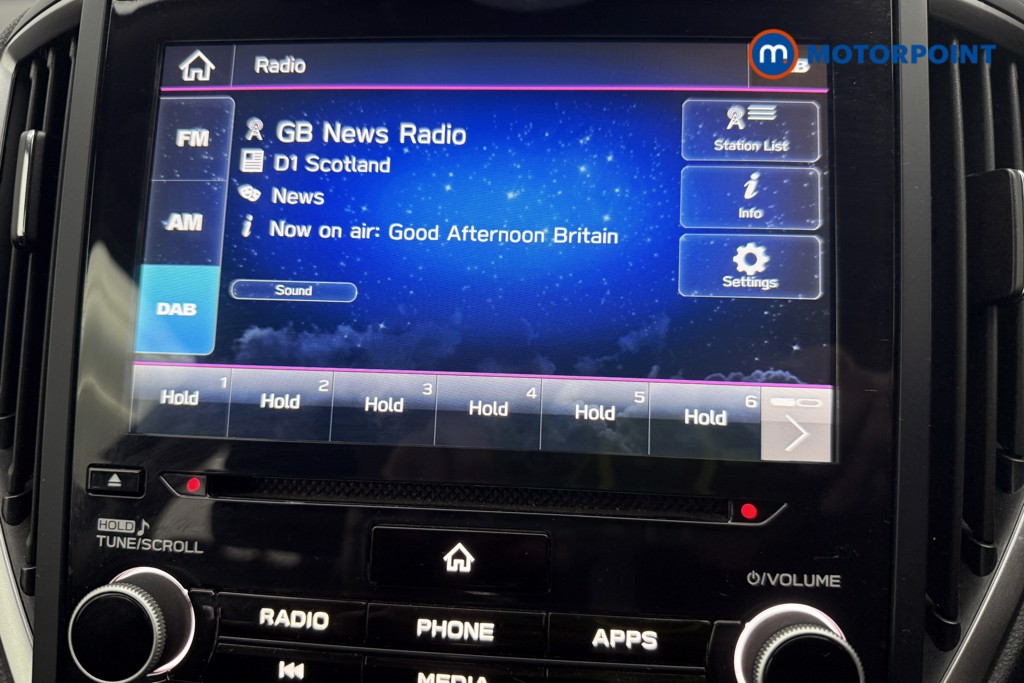 m MOTORPOINT
Radio
FM
GB News Radio
D1 Scotland
News
Now on air: Good Afternoon Britain
AM
DAB
Sound
Station List
i
Info
Settings
Hold 1
Hold 2
Hold 3
Hold 4
Hold 5
Hold 6
HOLD
TUNE/SCROLL
/VOLUME
RADIO
PHONE
APPS
MEDIA